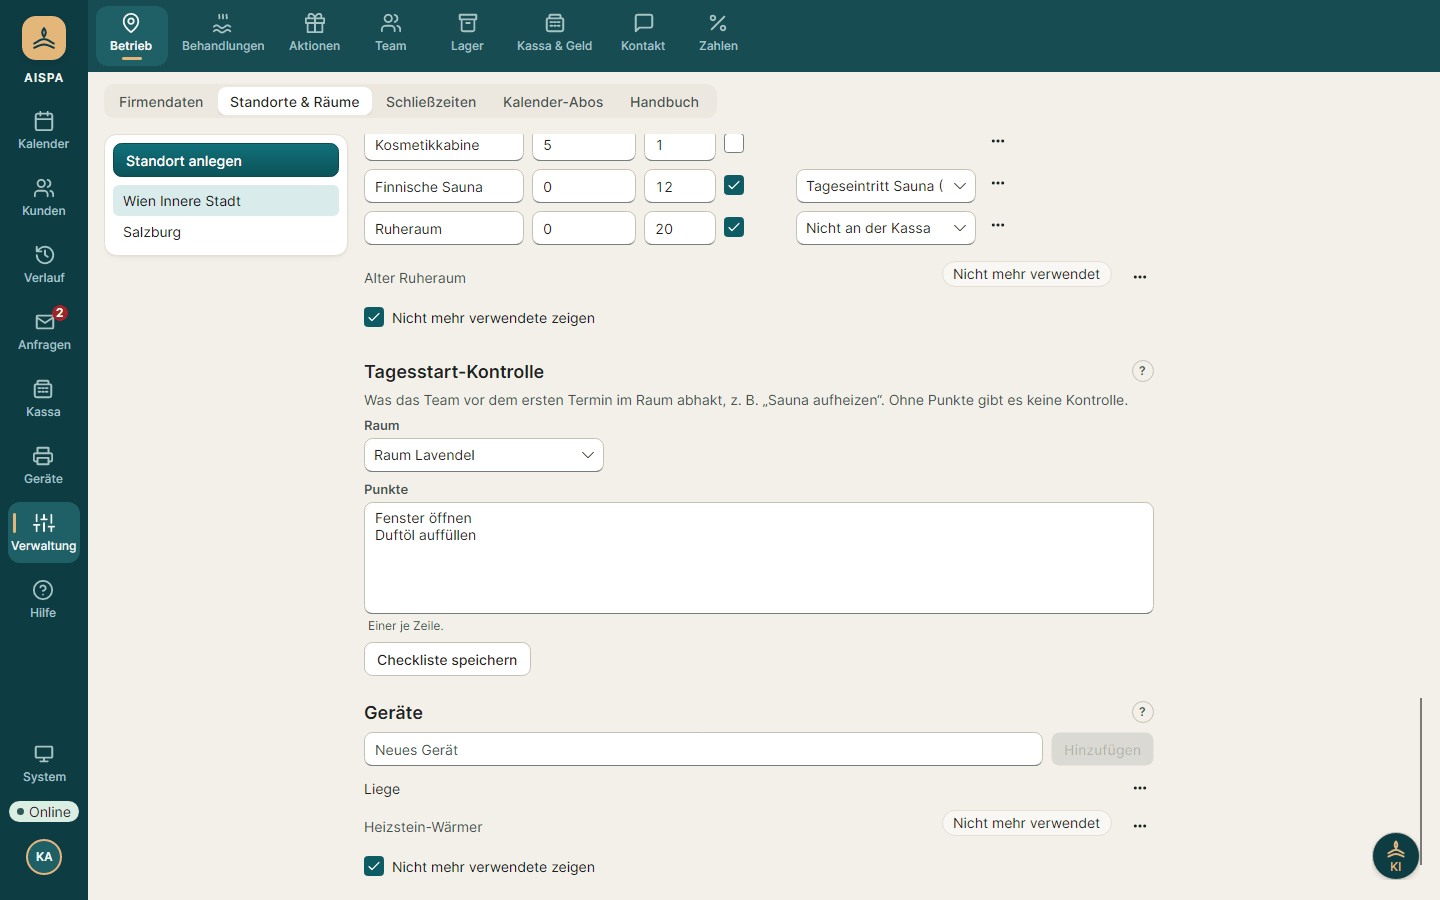 AISPA
Kalender
Kunden
Verlauf
2
Anfragen
Kassa
Geräte
Verwaltung
Hilfe
System
Online
KA
Betrieb
Behandlungen
Aktionen
Team
Lager
Kassa & Geld
Kontakt
Zahlen
Firmendaten
Standorte & Räume
Schließzeiten
Kalender-Abos
Handbuch
Standort anlegen
Wien Innere Stadt
Salzburg
Kosmetikkabine 5 1
Finnische Sauna 0 12 Tageseintritt Sauna (
Ruheraum 0 20 Nicht an der Kassa
Alter Ruheraum Nicht mehr verwendet
Nicht mehr verwendete zeigen
Tagesstart-Kontrolle ?
Was das Team vor dem ersten Termin im Raum abhakt, z. B. „Sauna aufheizen“. Ohne Punkte gibt es keine Kontrolle.
Raum
Raum Lavendel
Punkte
Fenster öffnen
Duftöl auffüllen
Einer je Zeile.
Checkliste speichern
Geräte ?
Neues Gerät Hinzufügen
Liege
Heizstein-Wärmer Nicht mehr verwendet
Nicht mehr verwendete zeigen
KI